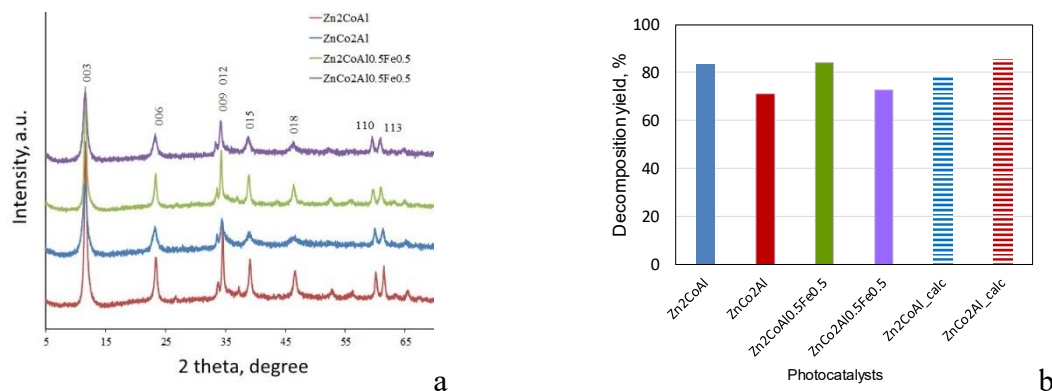 Zn2CoAl
ZnCo2Al
Zn2CoAl0.5Fe0.5
ZnCo2Al0.5Fe0.5
003
006
009 012
015
018
110
113
Intensity, a.u.
5 15 25 35 45 55 65
2 theta, degree
a
100
80
60
40
20
0
Decomposition yield, %
Zn2CoAl
ZnCo2Al
Zn2CoAl0.5Fe0.5
ZnCo2Al0.5Fe0.5
Zn2CoAl_calc
ZnCo2Al_calc
Photocatalysts
b